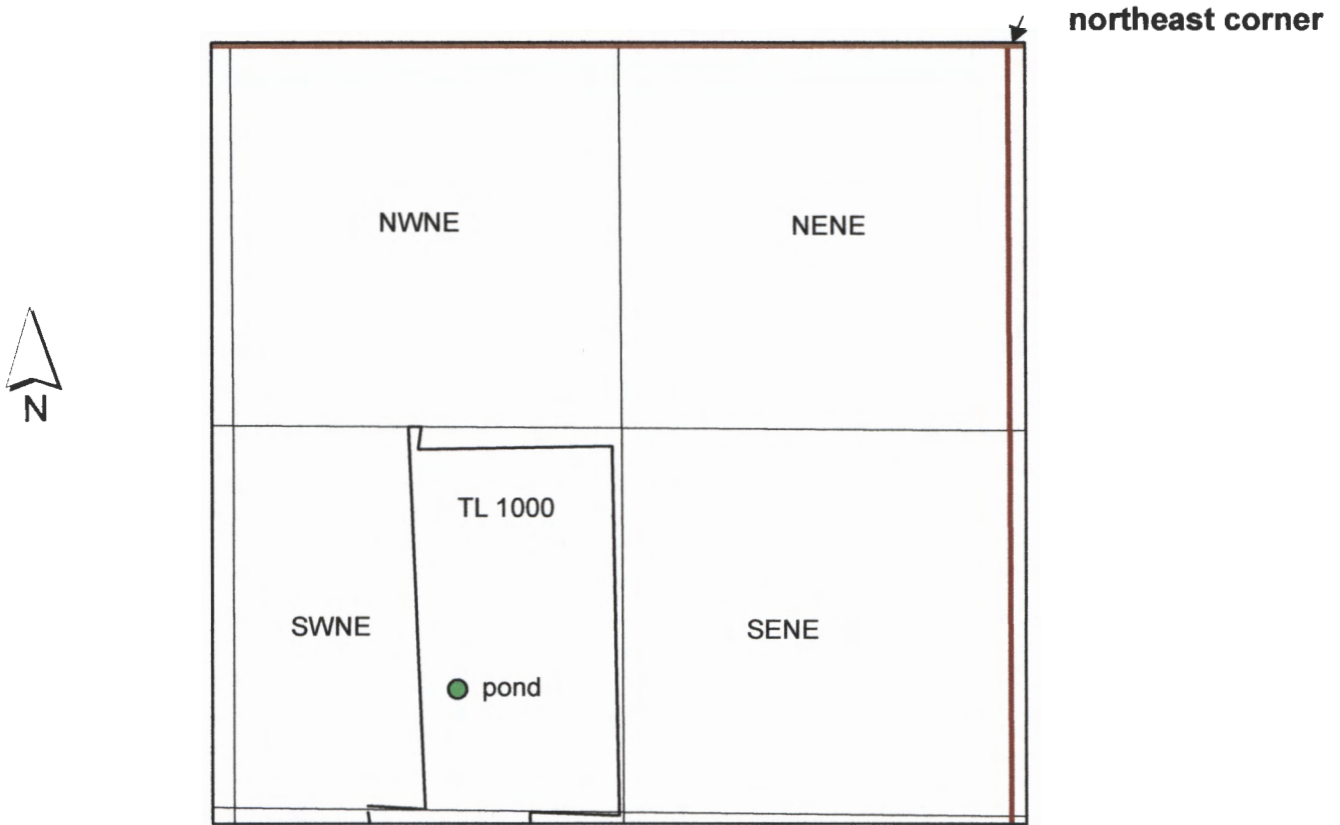 northeast corner
NWNE
NENE
N
TL 1000
SWNE
SENE
pond